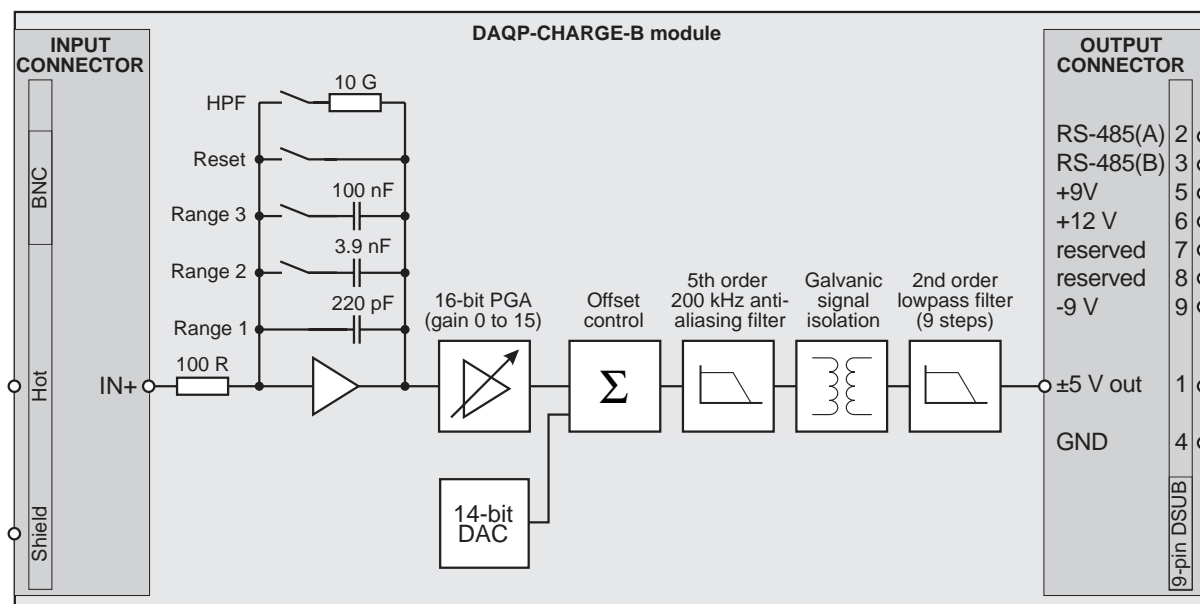 DAQP-CHARGE-B module
INPUT
CONNECTOR
BNC
Hot
Shield
IN+
100 R
HPF
10 G
Reset
Range 3
100 nF
Range 2
3.9 nF
Range 1
220 pF
16-bit PGA
(gain 0 to 15)
Offset
control
Σ
14-bit
DAC
5th order
200 kHz anti-
aliasing filter
Galvanic
signal
isolation
2nd order
lowpass filter
(9 steps)
OUTPUT
CONNECTOR
RS-485(A) 2
RS-485(B) 3
+9V 5
+12 V 6
reserved 7
reserved 8
-9 V 9
±5 V out 1
GND 4
9-pin DSUB